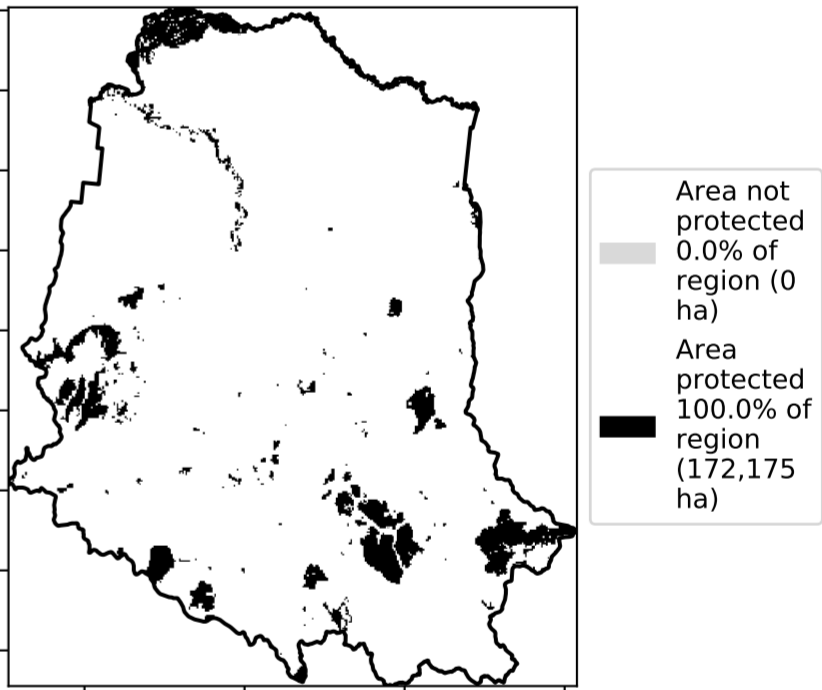 Area not
protected
0.0% of
region (0
ha)
Area
protected
100.0% of
region
(172,175
ha)